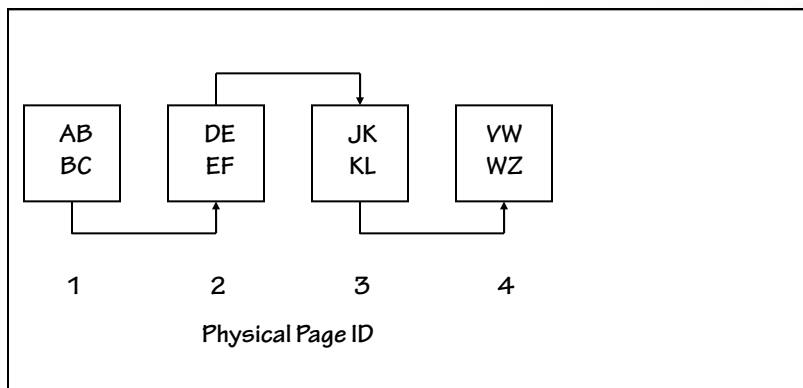 AB DE JK VW
BC EF KL WZ
1 2 3 4
Physical Page ID